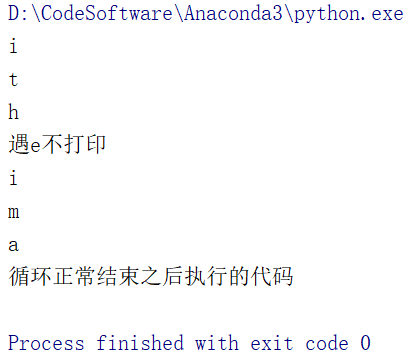 D:\CodeSoftware\Anaconda3\python.exe
i
t
h
遇e不打印
i
m
a
循环正常结束之后执行的代码
Process finished with exit code 0